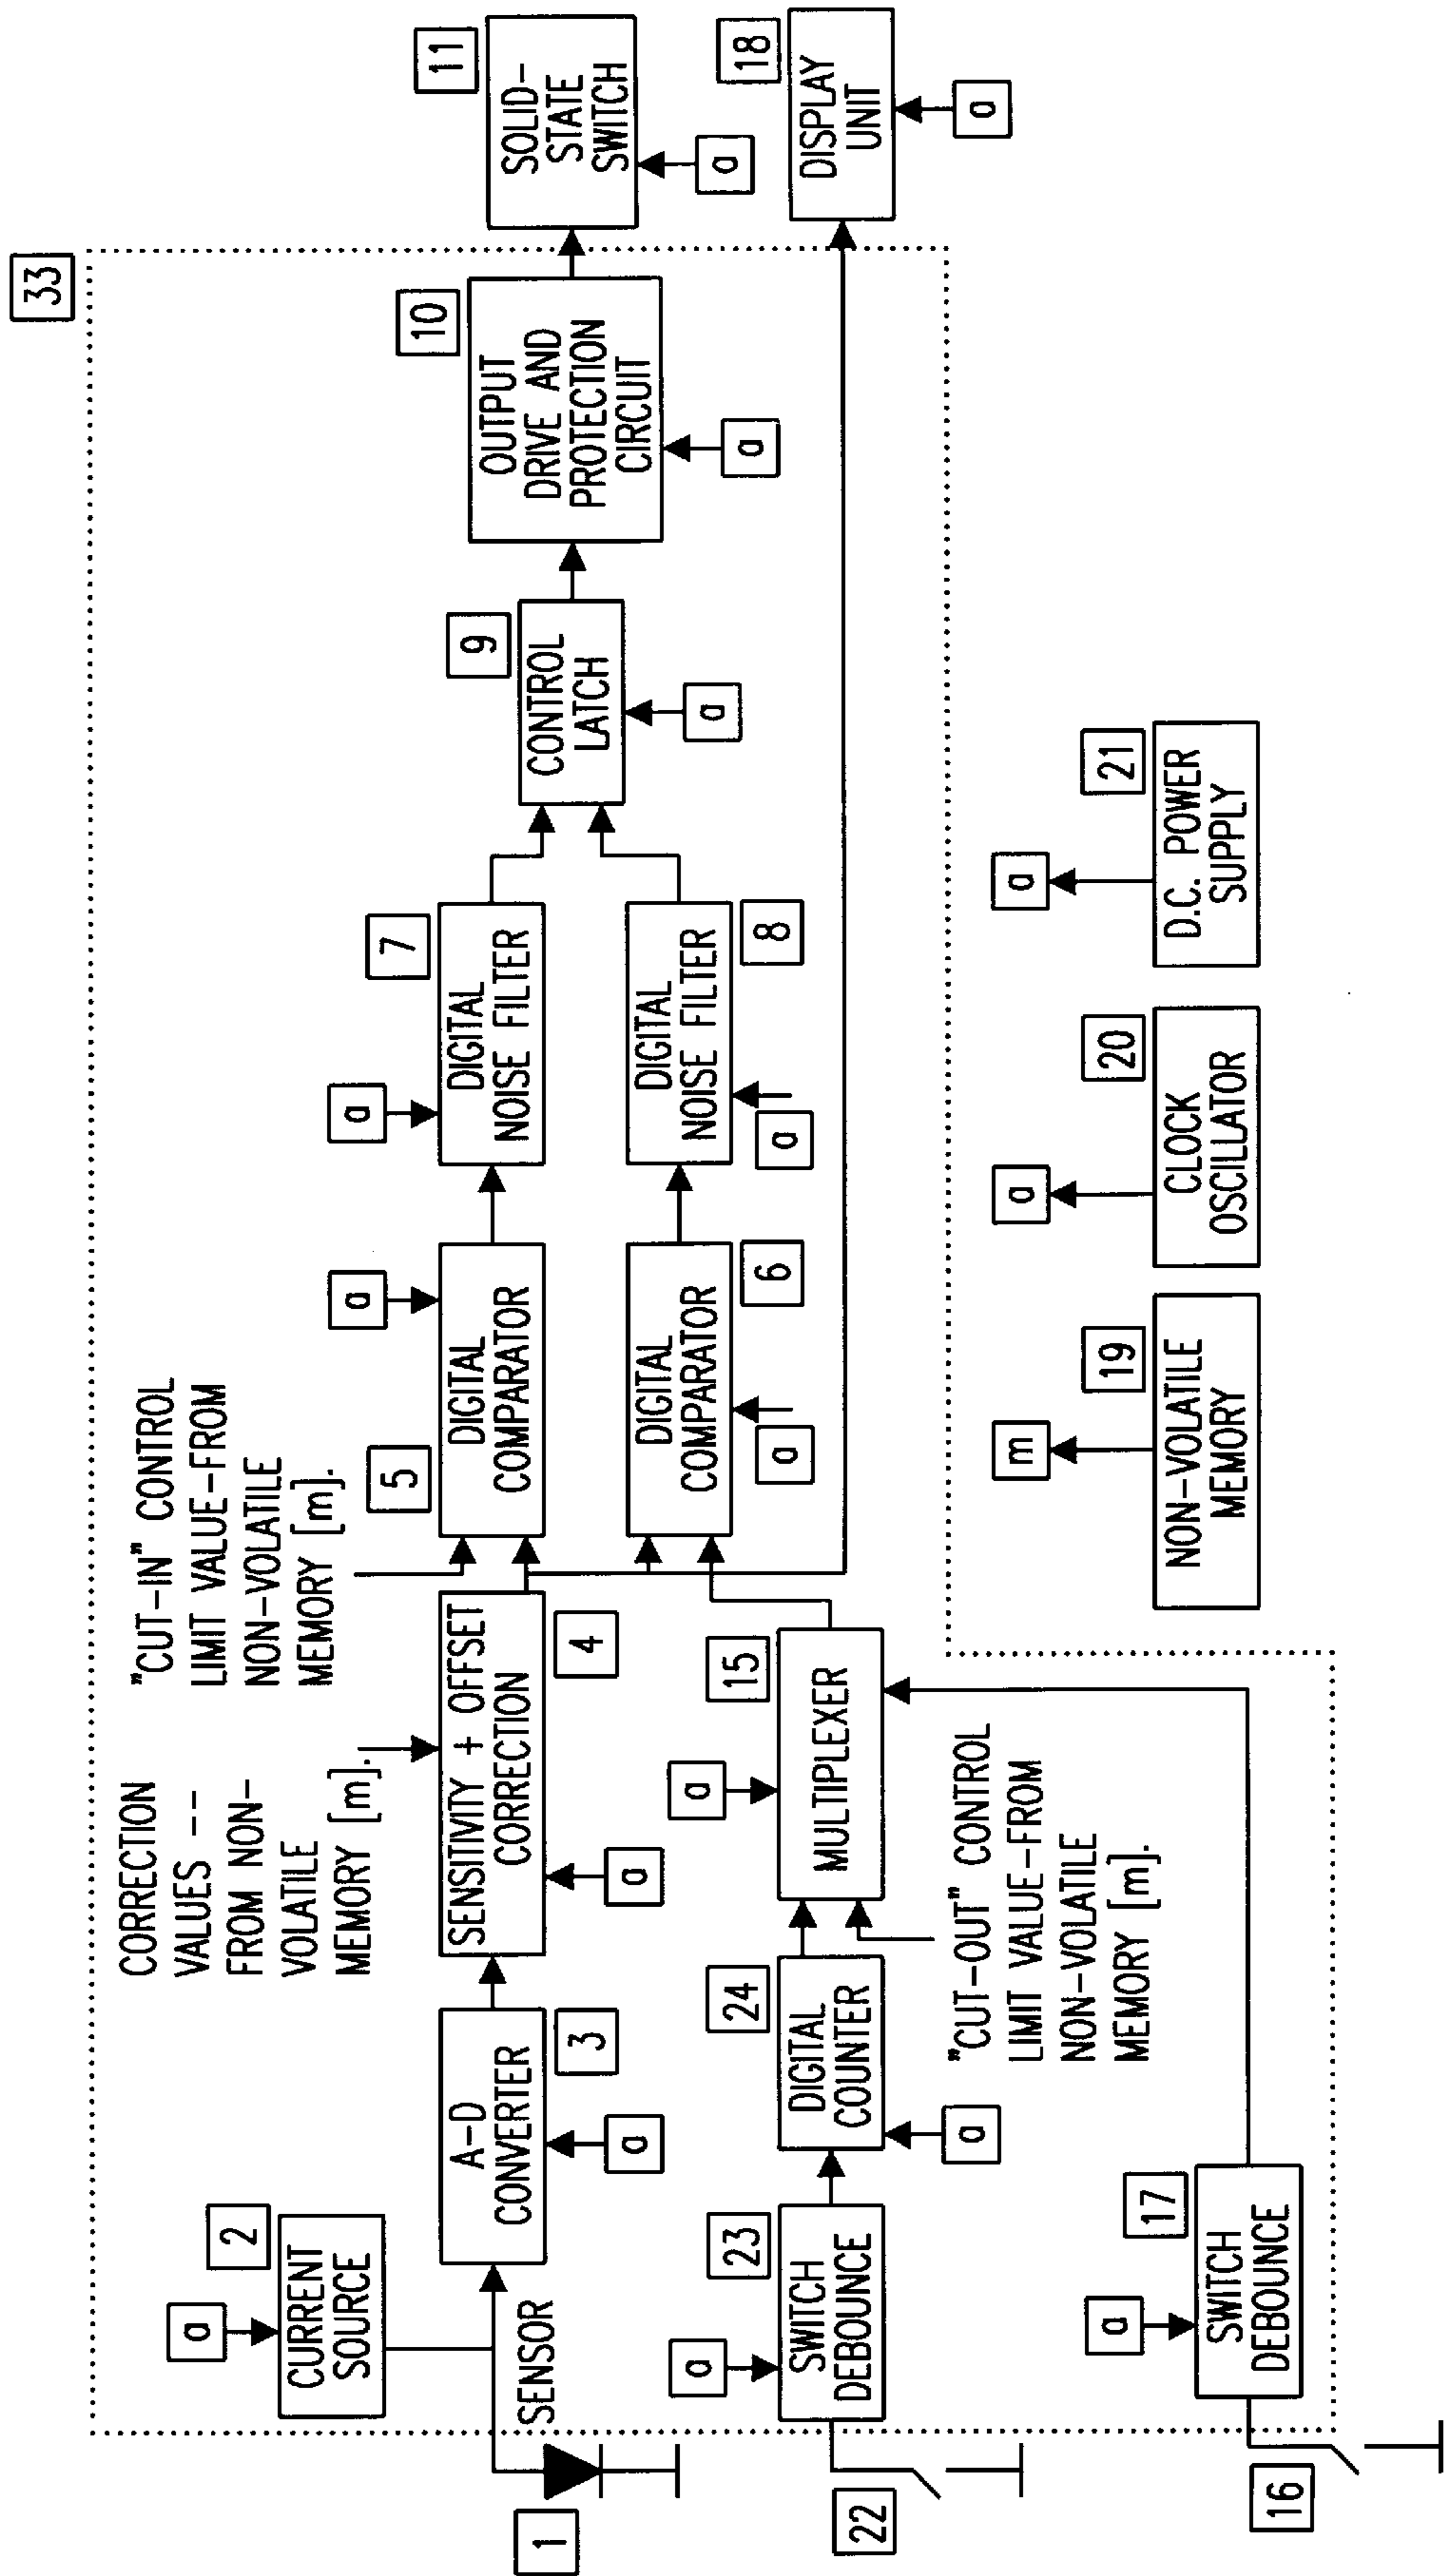 33
11
SOLID-
STATE
SWITCH
a
18
DISPLAY
UNIT
a
10
OUTPUT
DRIVE AND
PROTECTION
CIRCUIT
a
9
CONTROL
LATCH
a
7
DIGITAL
NOISE FILTER
a
8
DIGITAL
NOISE FILTER
a
5
DIGITAL
COMPARATOR
a
6
DIGITAL
COMPARATOR
a
"CUT-IN" CONTROL
LIMIT VALUE-FROM
NON-VOLATILE
MEMORY [m].
CORRECTION
VALUES --
FROM NON-
VOLATILE
MEMORY [m].
4
SENSITIVITY + OFFSET
CORRECTION
a
3
A-D
CONVERTER
a
2
CURRENT
SOURCE
a
SENSOR
1
15
MULTIPLEXER
a
"CUT-OUT" CONTROL
LIMIT VALUE-FROM
NON-VOLATILE
MEMORY [m].
24
DIGITAL
COUNTER
a
23
SWITCH
DEBOUNCE
a
22
17
SWITCH
DEBOUNCE
a
16
19
NON-VOLATILE
MEMORY
m
20
CLOCK
OSCILLATOR
a
21
D.C. POWER
SUPPLY
a